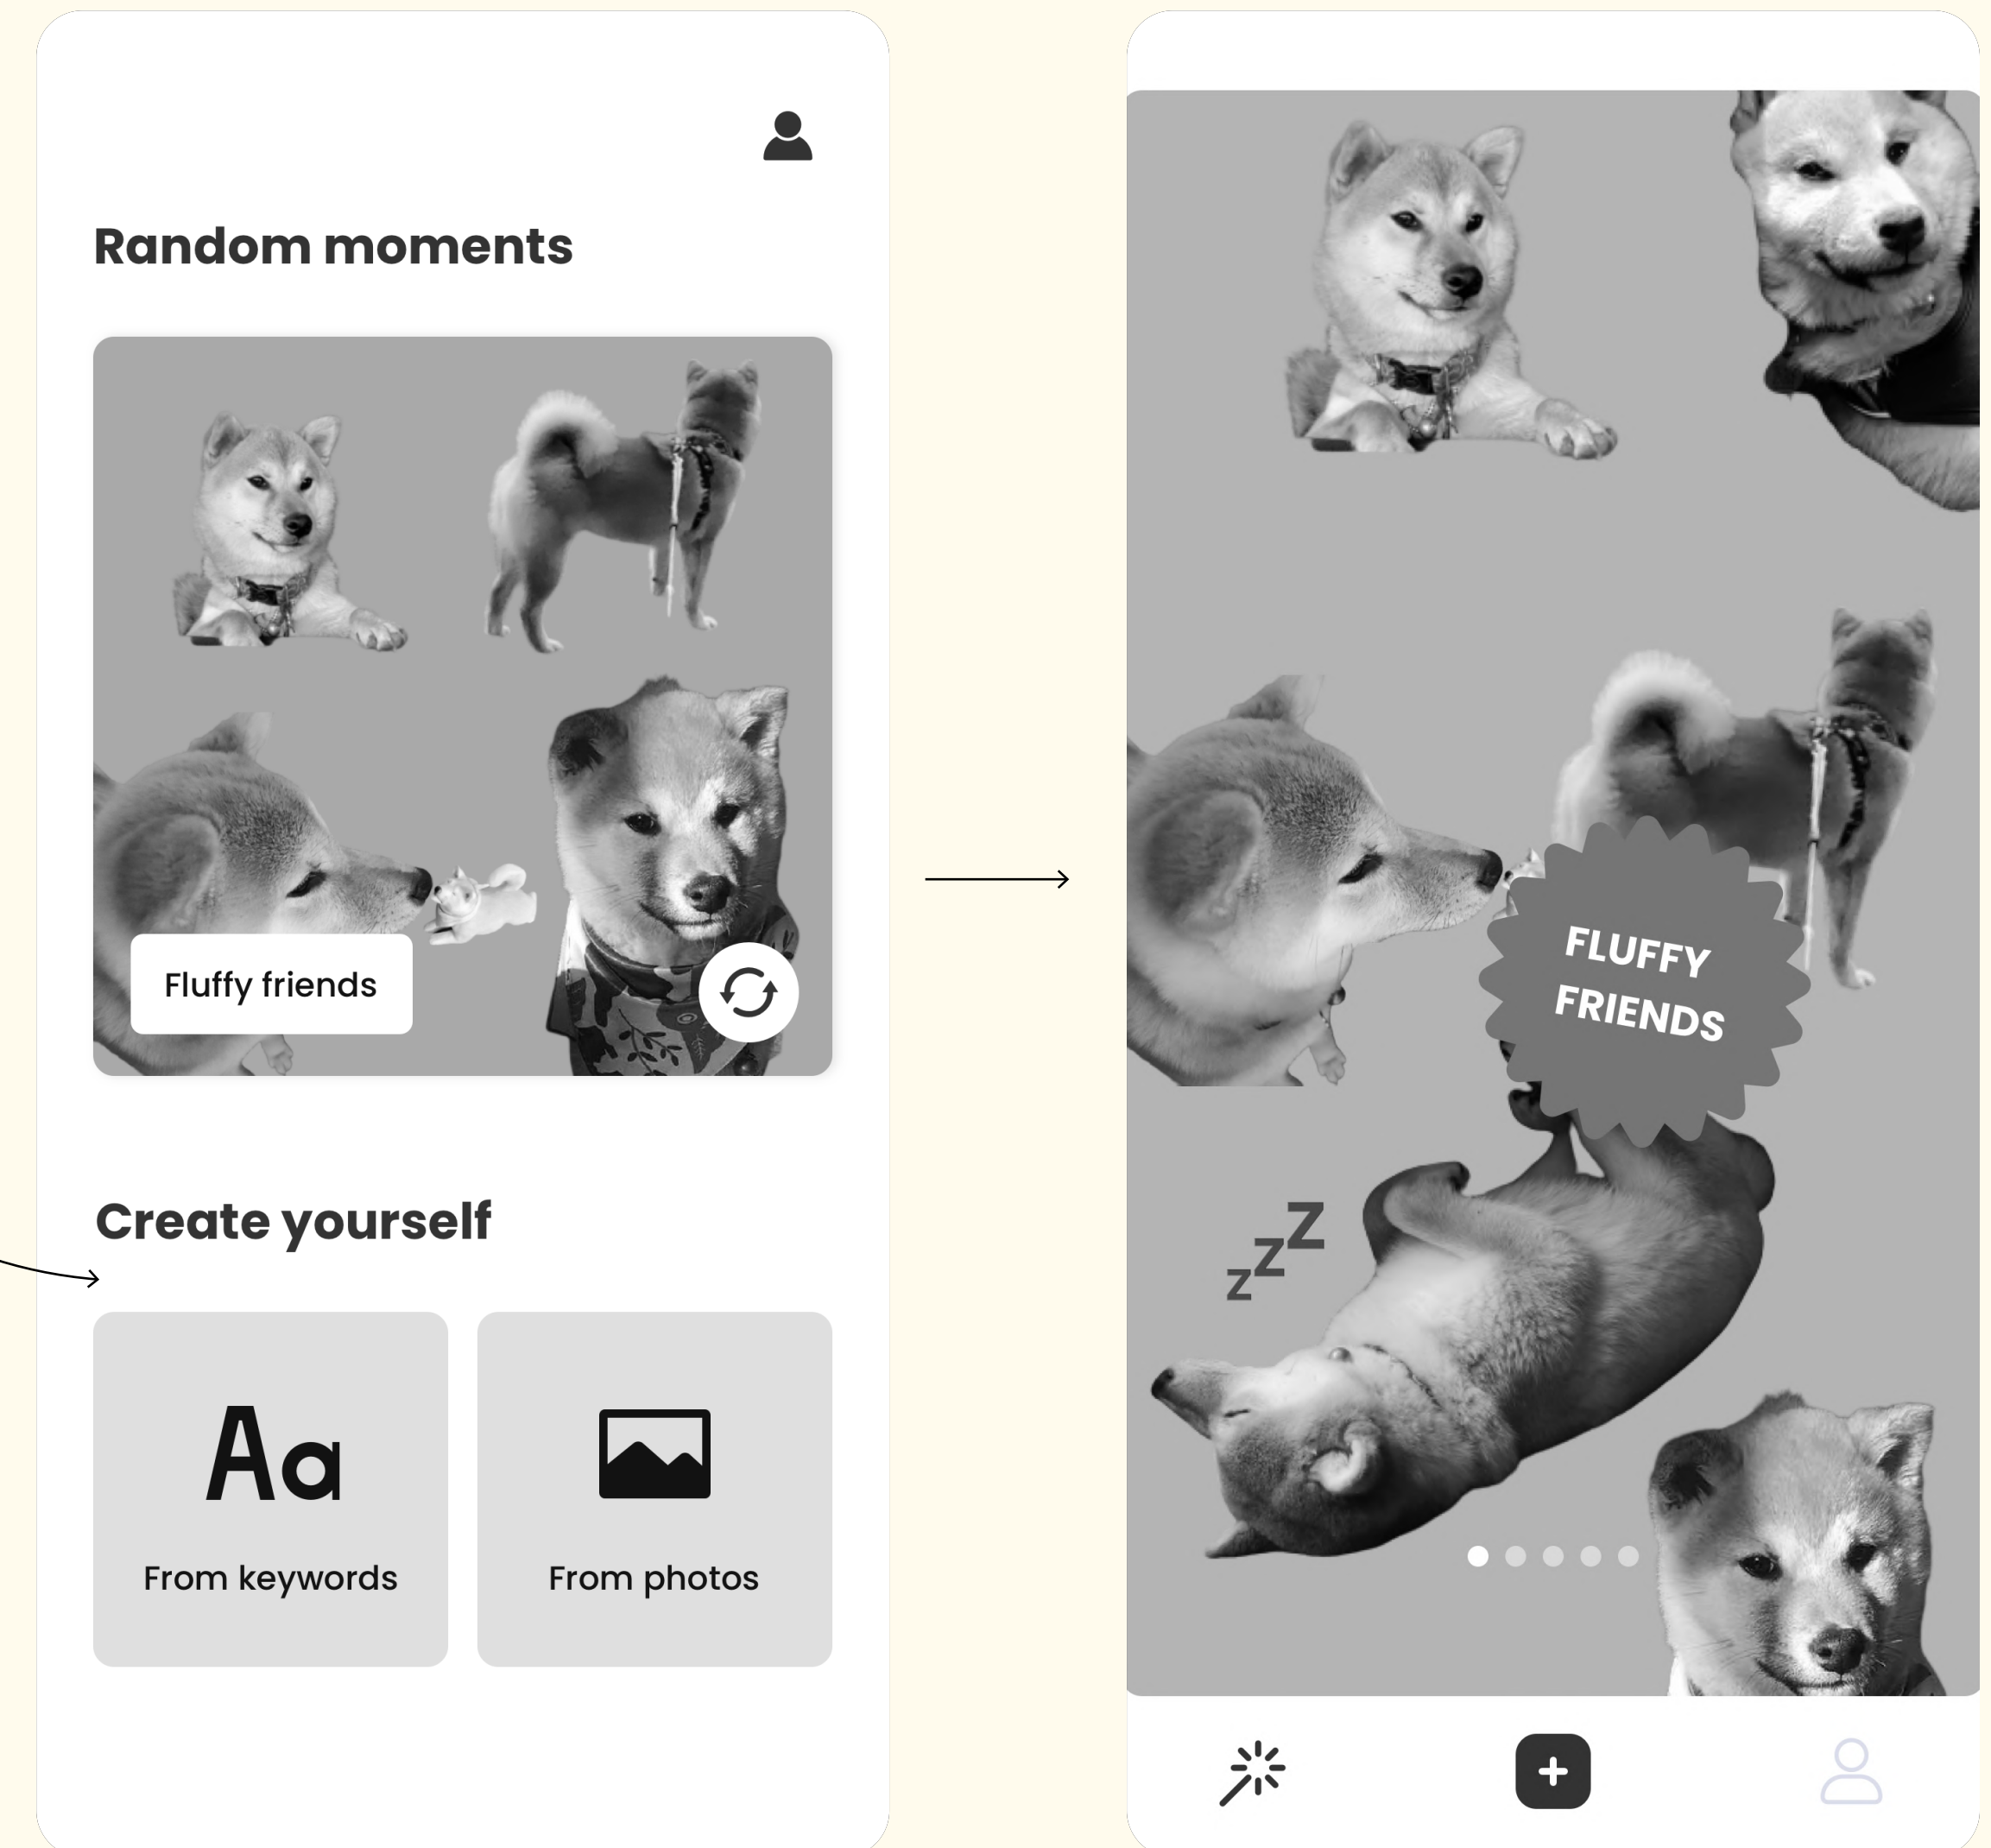 Random moments
Fluffy friends
Create yourself
Aa
From keywords
From photos
FLUFFY
FRIENDS
zzZ